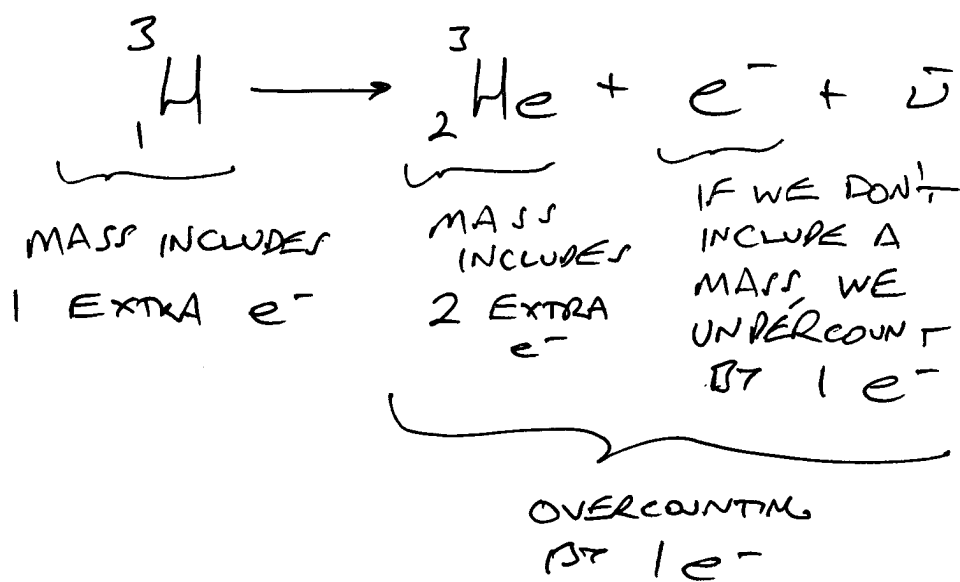 ³₁H → ³₂He + e⁻ + ν̄
MASS INCLUDES
1 EXTRA e⁻
MASS
INCLUDES
2 EXTRA
e⁻
IF WE DON'T
INCLUDE A
MASS, WE
UNDERCOUNT
BY 1 e⁻
OVERCOUNTING
BY 1 e⁻